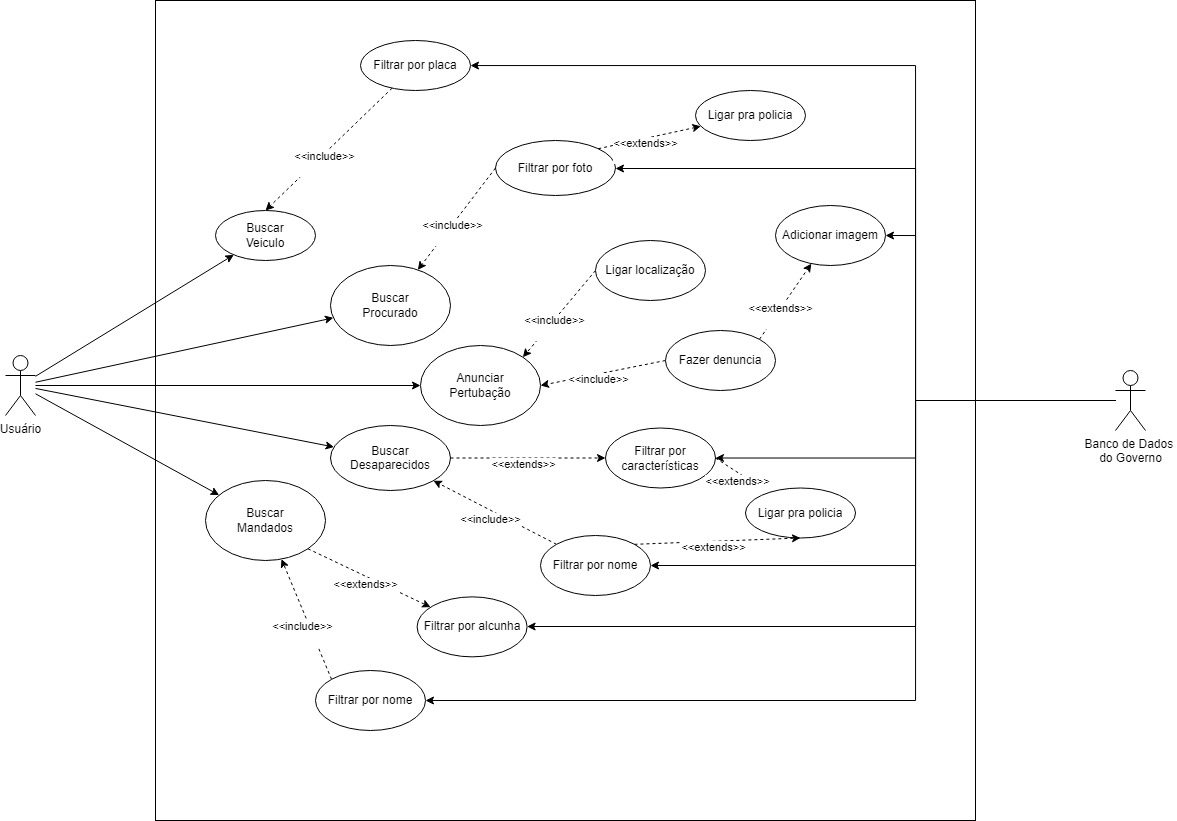 Filtrar por placa
Ligar pra policia
<<extends>>
<<include>>
Filtrar por foto
Buscar
Veiculo
<<include>>
Adicionar imagem
Ligar localização
Buscar
Procurado
<<extends>>
<<include>>
Fazer denuncia
Anunciar
Pertubação
<<include>>
Usuário
Banco de Dados
do Governo
Buscar
Desaparecidos
<<extends>>
Filtrar por
características
<<extends>>
Buscar
Mandados
<<include>>
Ligar pra policia
<<extends>>
Filtrar por nome
<<extends>>
<<include>>
Filtrar por alcunha
Filtrar por nome